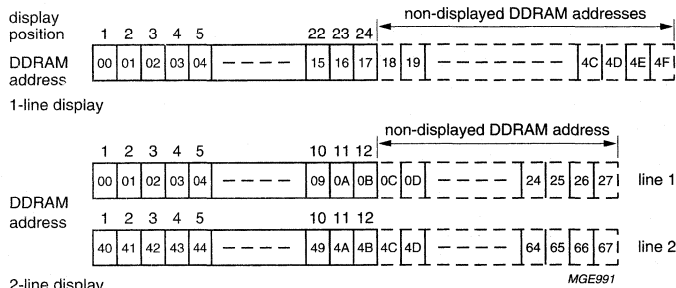 display position 1 2 3 4 5 22 23 24 non-displayed DDRAM addresses
DDRAM address 00 01 02 03 04 15 16 17 18 19 4C 4D 4E 4F
1-line display
non-displayed DDRAM address
1 2 3 4 5 10 11 12
00 01 02 03 04 09 0A 0B 0C 0D 24 25 26 27 line 1
DDRAM address
1 2 3 4 5 10 11 12
40 41 42 43 44 49 4A 4B 4C 4D 64 65 66 67 line 2
MGE991
2-line display